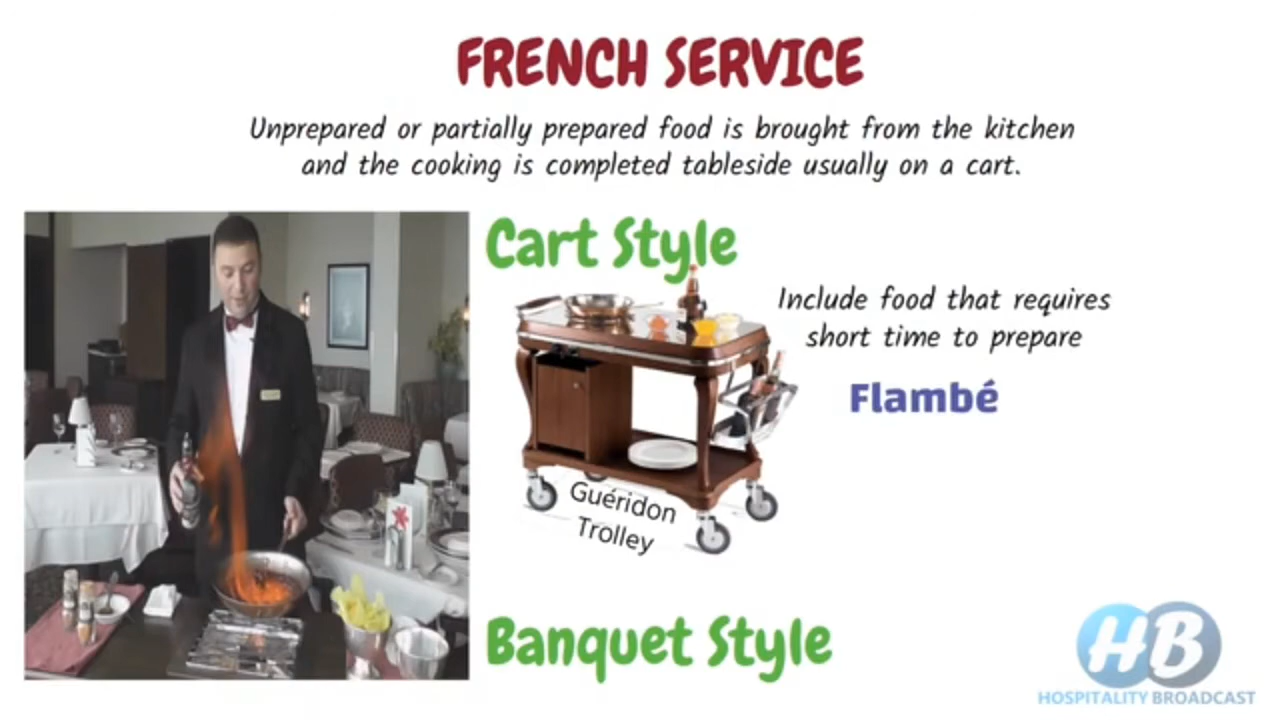 FRENCH SERVICE
Unprepared or partially prepared food is brought from the kitchen
and the cooking is completed tableside usually on a cart.
Cart Style
Include food that requires
short time to prepare
Flambé
Guéridon
Trolley
Banquet Style
HB
HOSPITALITY BROADCAST